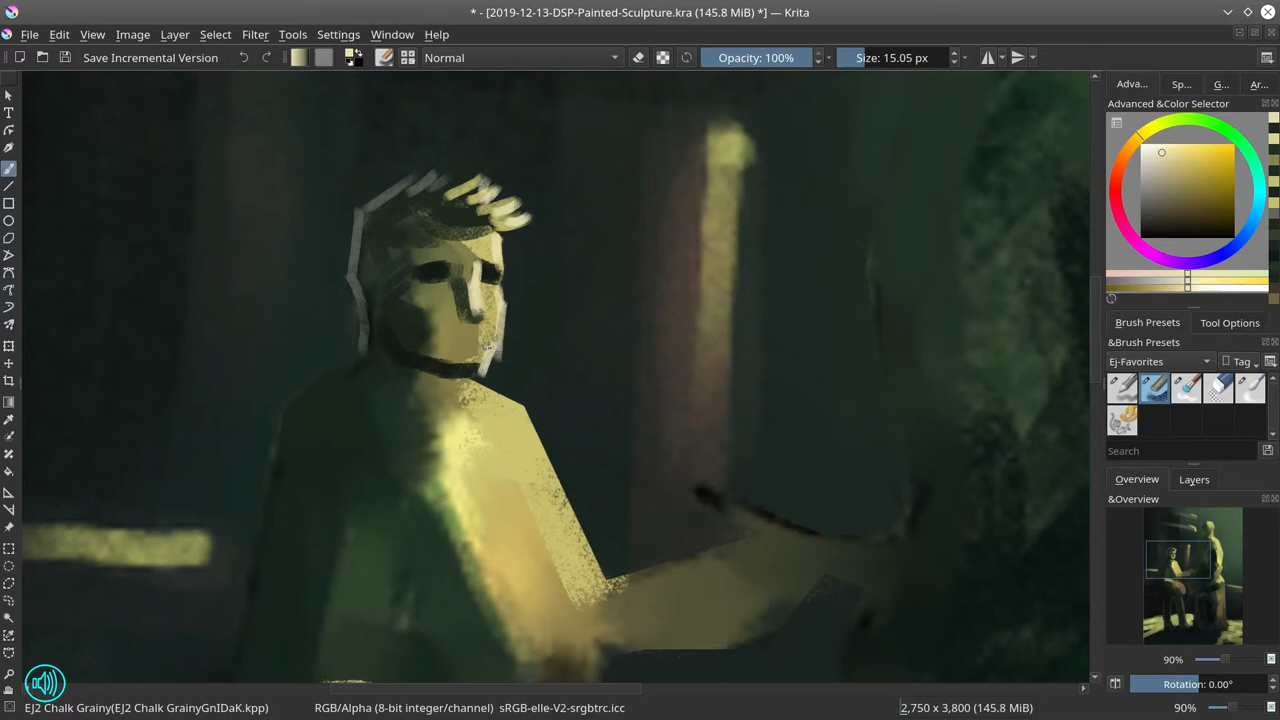 * - [2019-12-13-DSP-Painted-Sculpture.kra (145.8 MiB) *] — Krita
File Edit View Image Layer Select Filter Tools Settings Window Help
Save Incremental Version Normal Opacity: 100% Size: 15.05 px
Adva... Sp... G... Ar...
Advanced &Color Selector
Brush Presets Tool Options
&Brush Presets
Ej-Favorites Tag
Search
Overview Layers
&Overview
90%
Rotation: 0.00°
EJ2 Chalk Grainy(EJ2 Chalk GrainyGnIDaK.kpp) RGB/Alpha (8-bit integer/channel) sRGB-elle-V2-srgbtrc.icc 2,750 x 3,800 (145.8 MiB) 90%